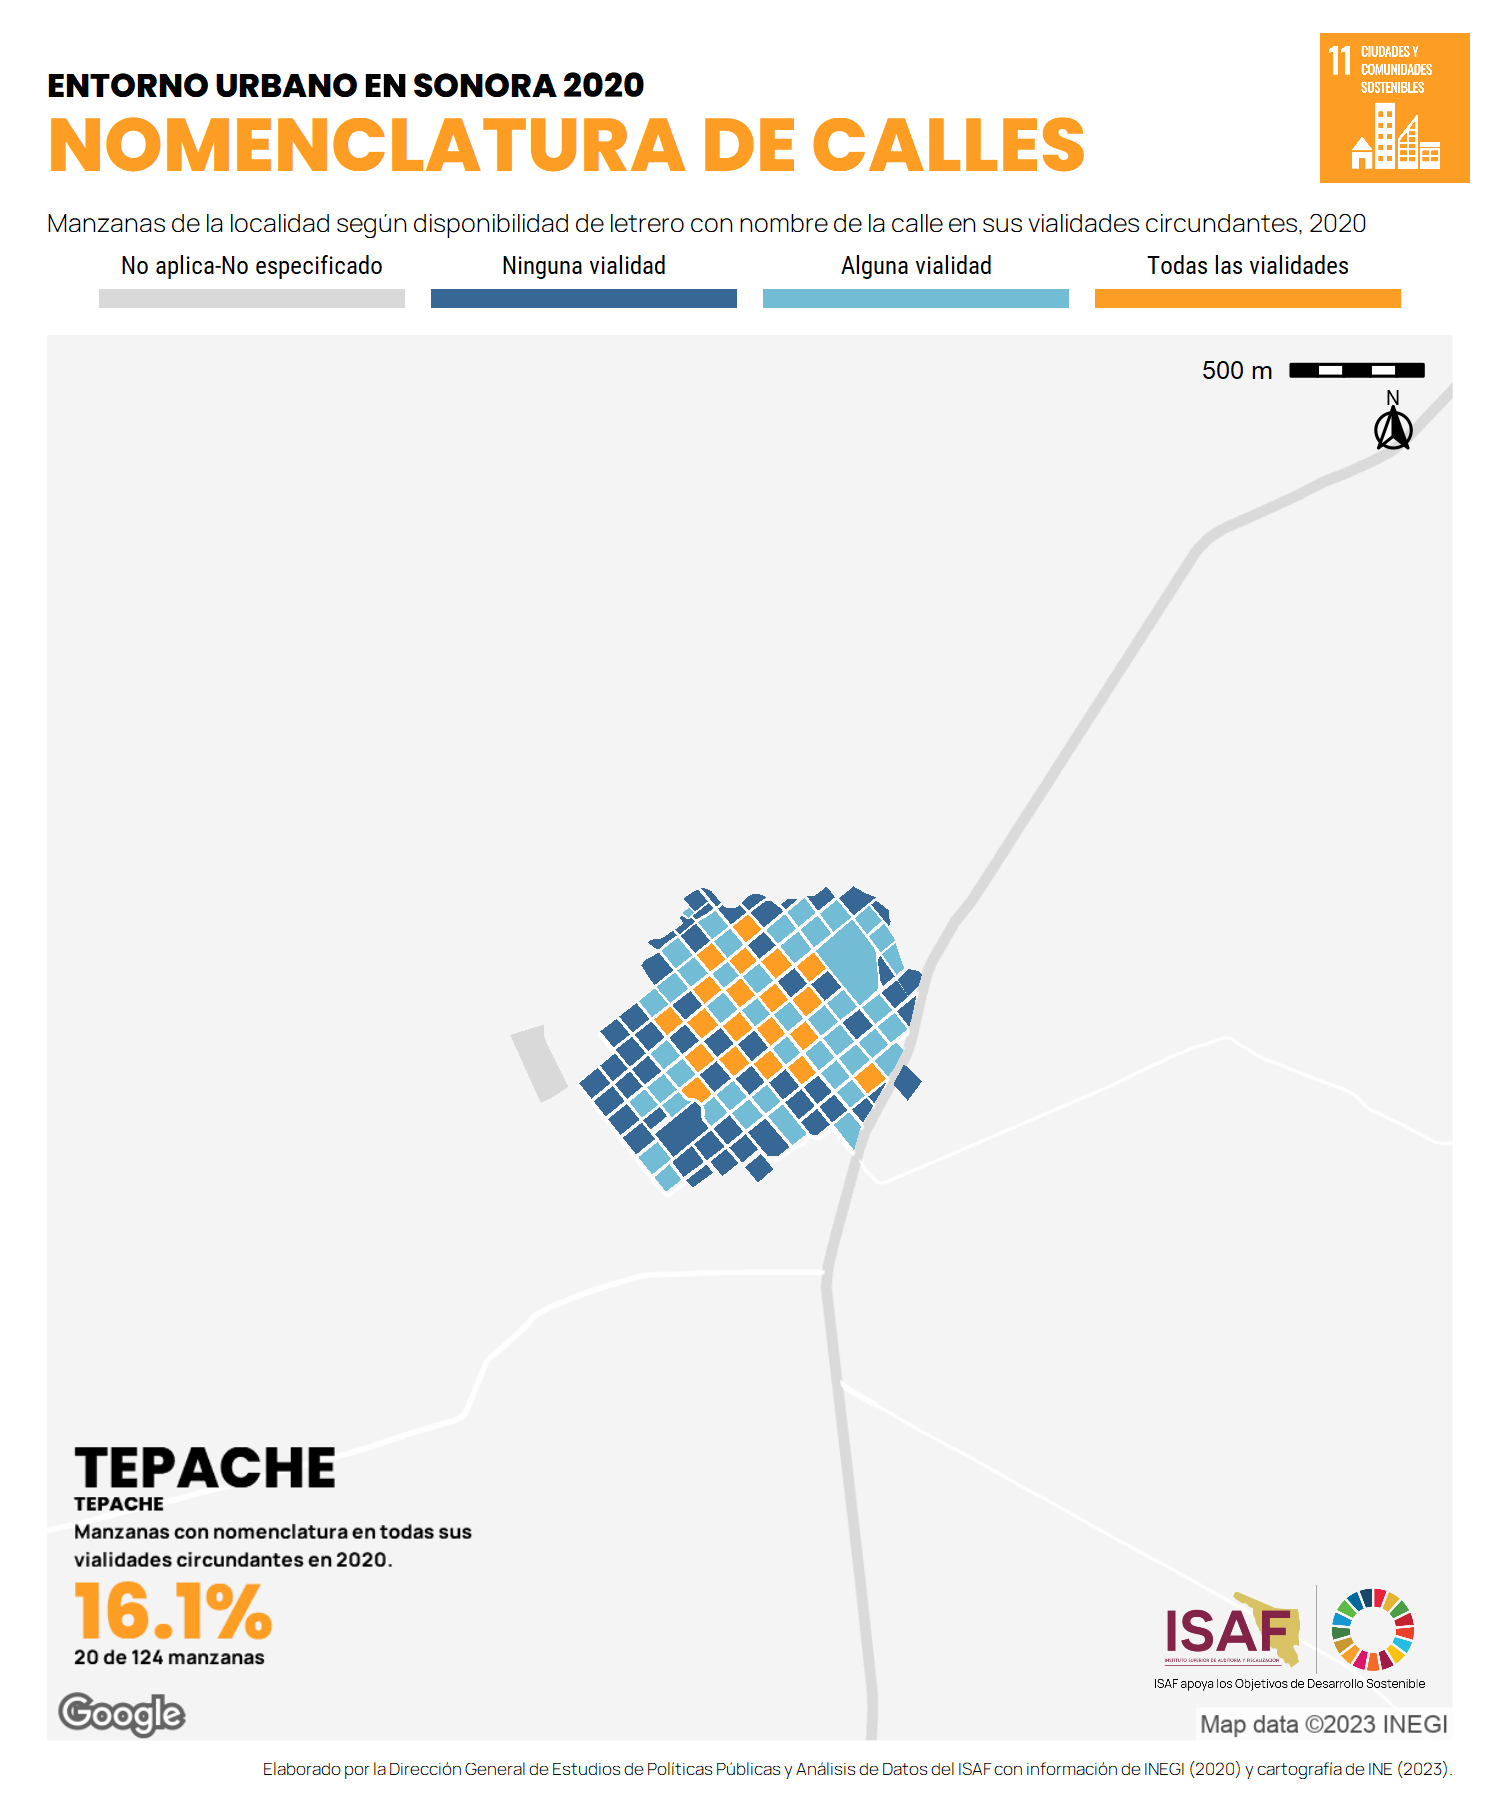 ENTORNO URBANO EN SONORA 2020
NOMENCLATURA DE CALLES
11 CIUDADES Y
COMUNIDADES
SOSTENIBLES
Manzanas de la localidad según disponibilidad de letrero con nombre de la calle en sus vialidades circundantes, 2020
No aplica-No especificado
Ninguna vialidad
Alguna vialidad
Todas las vialidades
500 m
N
TEPACHE
TEPACHE
Manzanas con nomenclatura en todas sus
vialidades circundantes en 2020.
16.1%
20 de 124 manzanas
Google
ISAF
INSTITUTO SUPERIOR DE AUDITORÍA Y FISCALIZACIÓN
ISAF apoya los Objetivos de Desarrollo Sostenible
Map data ©2023 INEGI
Elaborado por la Dirección General de Estudios de Políticas Públicas y Análisis de Datos del ISAF con información de INEGI (2020) y cartografía de INE (2023).